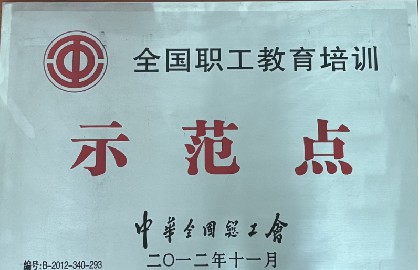 全国职工教育培训
示范点
中华全国总工會
编号:B-2012-340-293
二〇一二年十一月